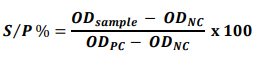 S/P % = (OD_sample − OD_NC) / (OD_PC − OD_NC) x 100